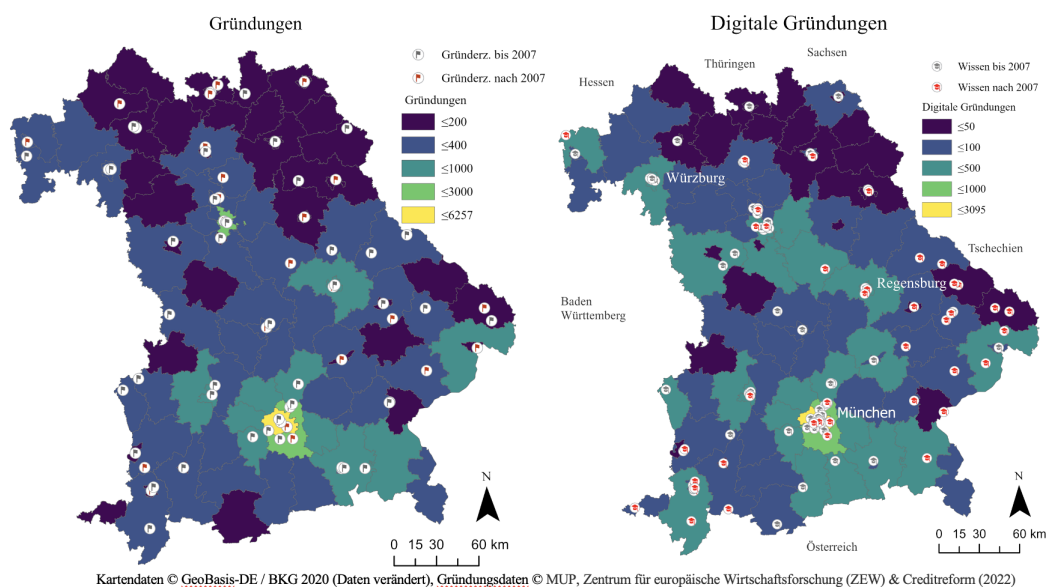 Gründungen
Gründerz. bis 2007
Gründerz. nach 2007
Gründungen
≤200
≤400
≤1000
≤3000
≤6257
N
0 15 30 60 km
Digitale Gründungen
Sachsen
Thüringen
Hessen
Wissen bis 2007
Wissen nach 2007
Digitale Gründungen
≤50
≤100
≤500
≤1000
≤3095
Würzburg
Tschechien
Regensburg
Baden
Württemberg
München
N
Österreich
0 15 30 60 km
Kartendaten © GeoBasis-DE / BKG 2020 (Daten verändert), Gründungsdaten © MUP, Zentrum für europäische Wirtschaftsforschung (ZEW) & Creditreform (2022)